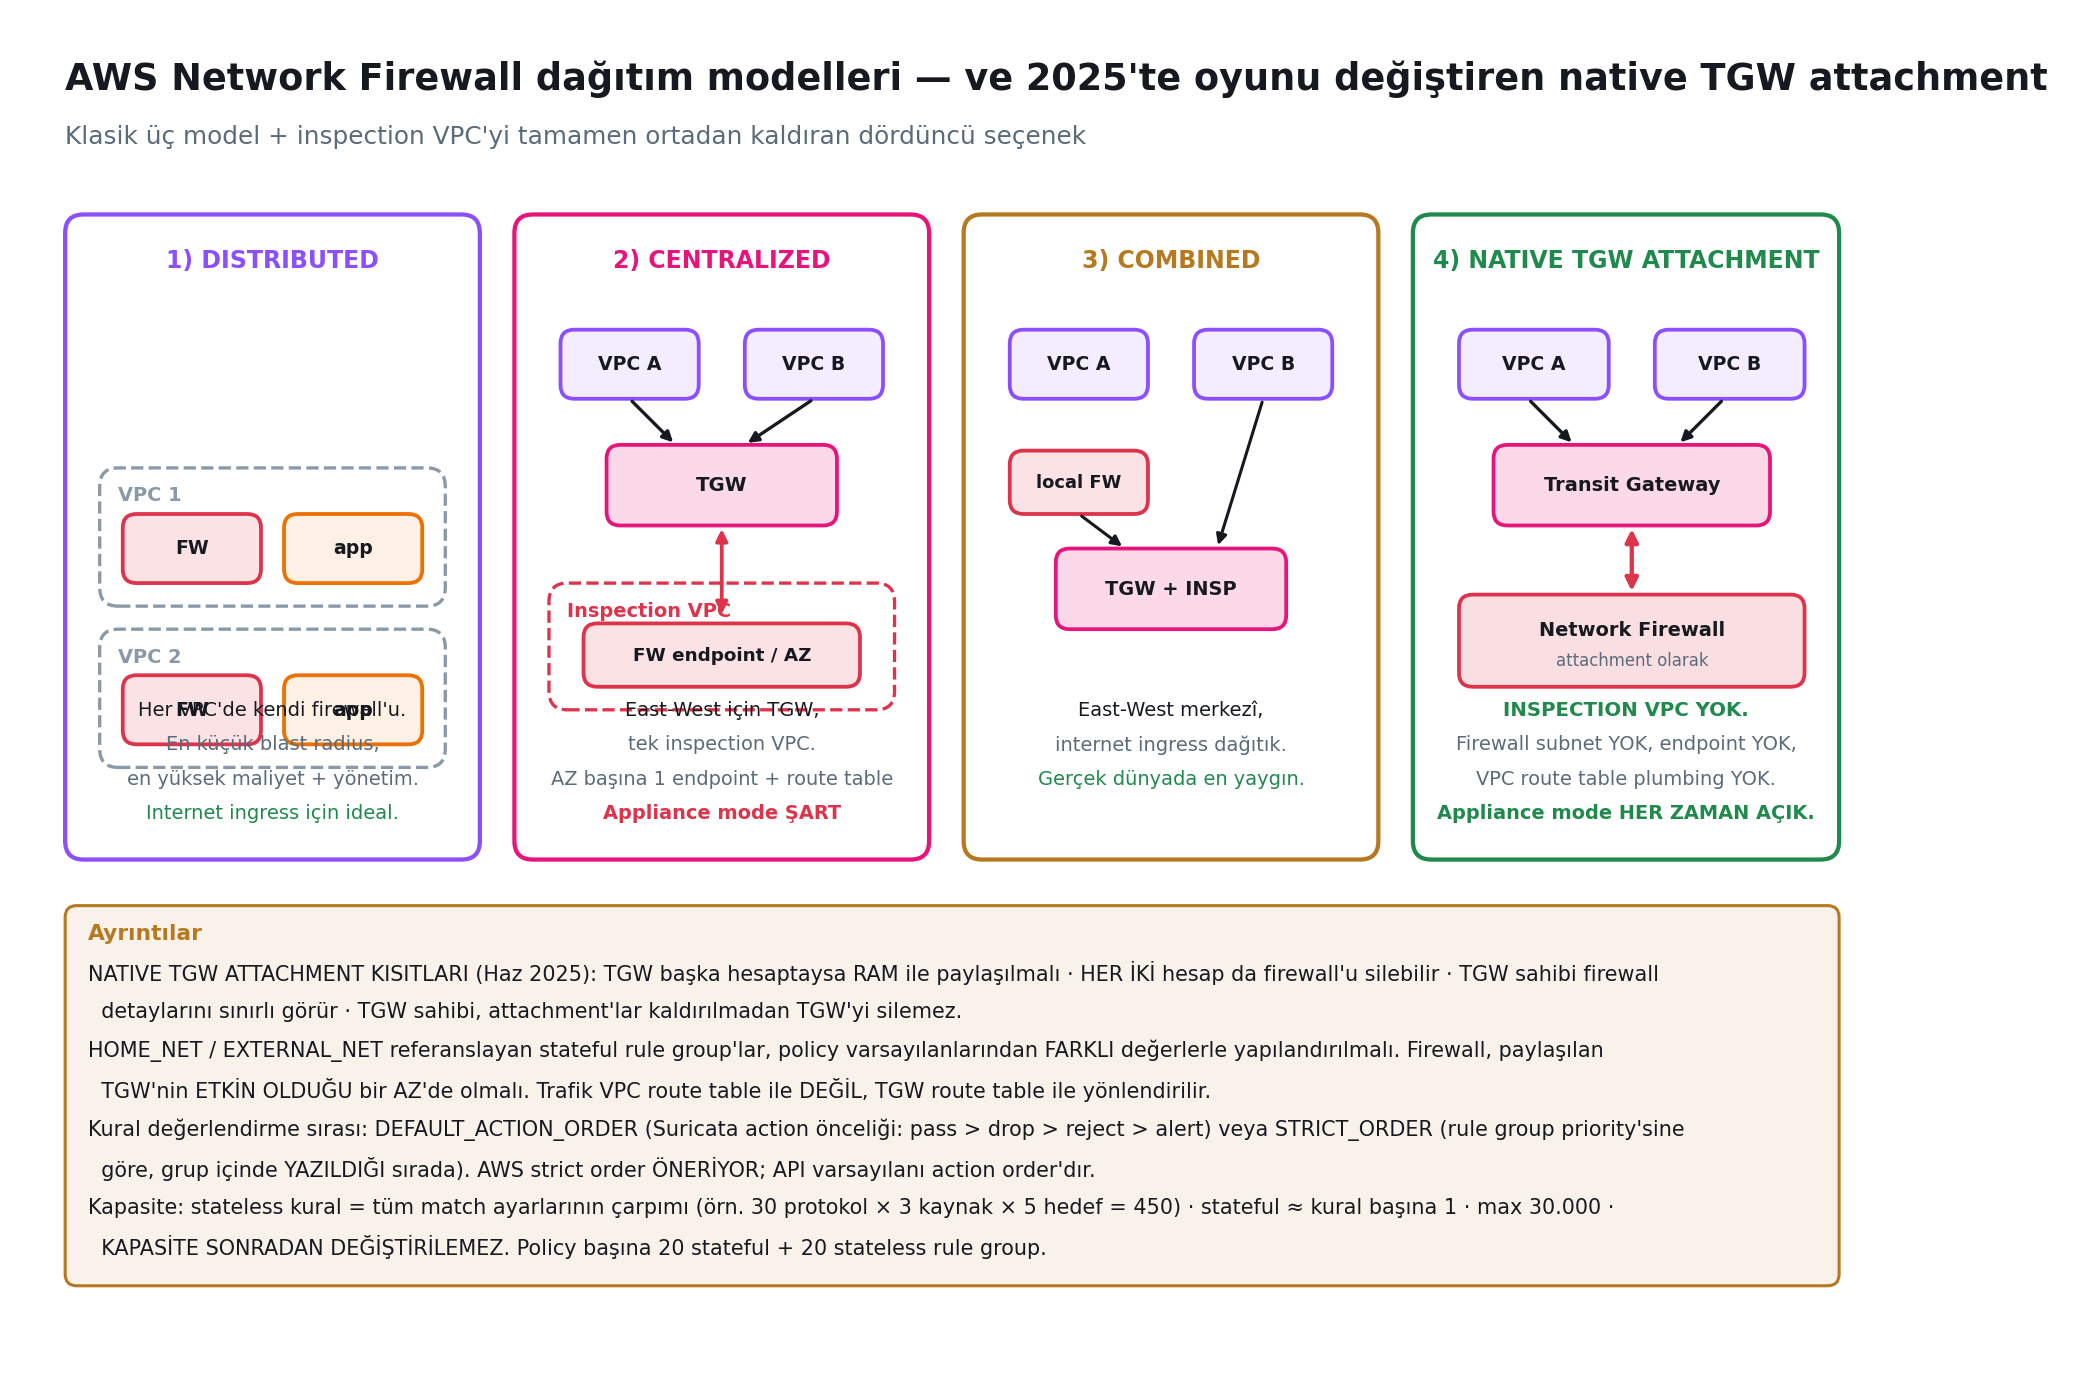 AWS Network Firewall dağıtım modelleri — ve 2025'te oyunu değiştiren native TGW attachment
Klasik üç model + inspection VPC'yi tamamen ortadan kaldıran dördüncü seçenek
1) DISTRIBUTED
VPC 1
FW
app
VPC 2
FW
app
Her VPC'de kendi firewall'u.
En küçük blast radius,
en yüksek maliyet + yönetim.
Internet ingress için ideal.
2) CENTRALIZED
VPC A
VPC B
TGW
Inspection VPC
FW endpoint / AZ
East-West için TGW,
tek inspection VPC.
AZ başına 1 endpoint + route table
Appliance mode ŞART
3) COMBINED
VPC A
VPC B
local FW
TGW + INSP
East-West merkezî,
internet ingress dağıtık.
Gerçek dünyada en yaygın.
4) NATIVE TGW ATTACHMENT
VPC A
VPC B
Transit Gateway
Network Firewall
attachment olarak
INSPECTION VPC YOK.
Firewall subnet YOK, endpoint YOK,
VPC route table plumbing YOK.
Appliance mode HER ZAMAN AÇIK.
Ayrıntılar
NATIVE TGW ATTACHMENT KISITLARI (Haz 2025): TGW başka hesaptaysa RAM ile paylaşılmalı · HER İKİ hesap da firewall'u silebilir · TGW sahibi firewall
detaylarını sınırlı görür · TGW sahibi, attachment'lar kaldırılmadan TGW'yi silemez.
HOME_NET / EXTERNAL_NET referanslayan stateful rule group'lar, policy varsayılanlarından FARKLI değerlerle yapılandırılmalı. Firewall, paylaşılan
TGW'nin ETKİN OLDUĞU bir AZ'de olmalı. Trafik VPC route table ile DEĞİL, TGW route table ile yönlendirilir.
Kural değerlendirme sırası: DEFAULT_ACTION_ORDER (Suricata action önceliği: pass > drop > reject > alert) veya STRICT_ORDER (rule group priority'sine
göre, grup içinde YAZILDIĞI sırada). AWS strict order ÖNERİYOR; API varsayılanı action order'dır.
Kapasite: stateless kural = tüm match ayarlarının çarpımı (örn. 30 protokol × 3 kaynak × 5 hedef = 450) · stateful ≈ kural başına 1 · max 30.000 ·
KAPASİTE SONRADAN DEĞİŞTİRİLEMEZ. Policy başına 20 stateful + 20 stateless rule group.